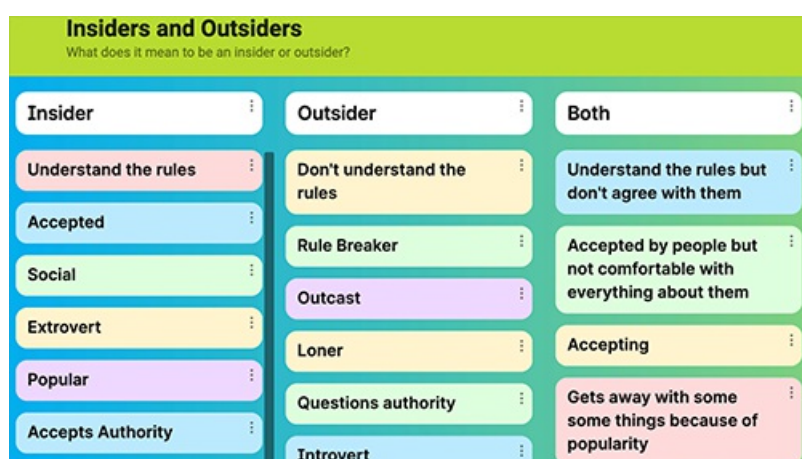 Insiders and Outsiders
What does it mean to be an insider or outsider?
Insider
Understand the rules
Accepted
Social
Extrovert
Popular
Accepts Authority
Outsider
Don't understand the
rules
Rule Breaker
Outcast
Loner
Questions authority
Introvert
Both
Understand the rules but
don't agree with them
Accepted by people but
not comfortable with
everything about them
Accepting
Gets away with some
some things because of
popularity